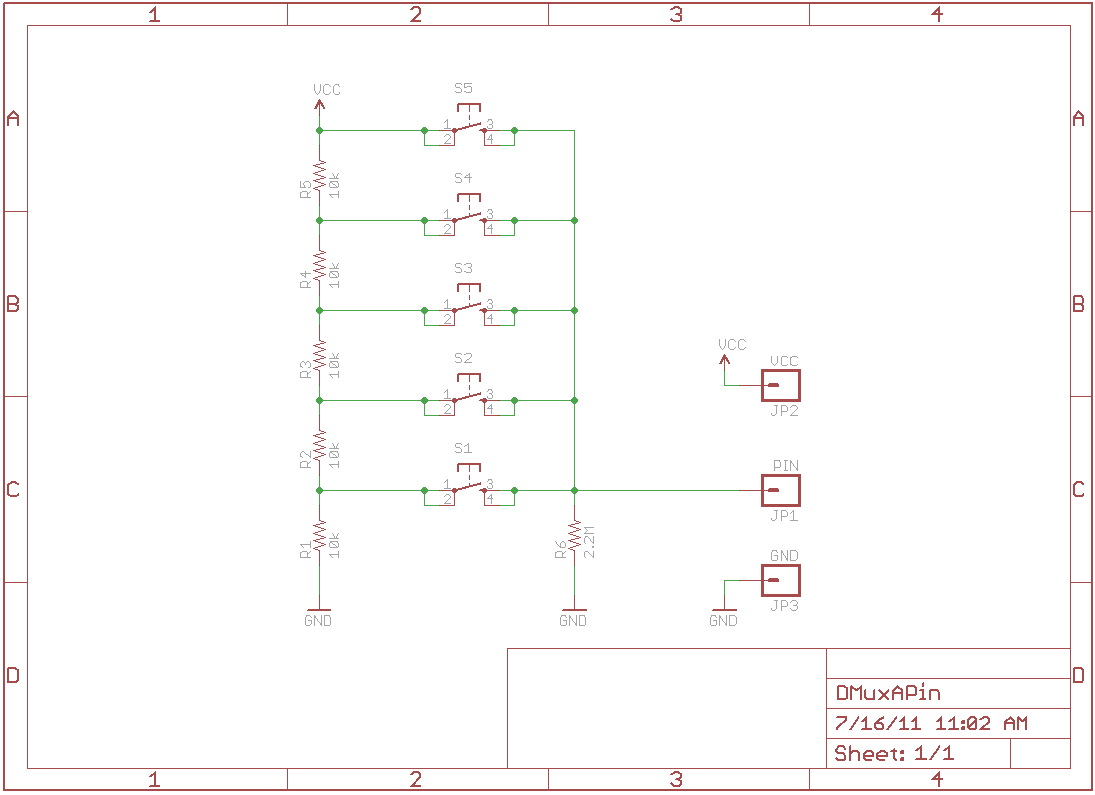 1 2 3 4
A A
VCC S5
1 3
2 4
R5 10k
S4
1 3
2 4
R4 10k
B B
S3
1 3
2 4
R3 10k
VCC VCC
JP2
S2
1 3
2 4
R2 10k
S1 PIN
C 1 3 C
2 4
JP1
R1 10k R6 2.2M
GND
JP3
GND GND GND
D D
DMuxAPin
7/16/11 11:02 AM
Sheet: 1/1
1 2 3 4